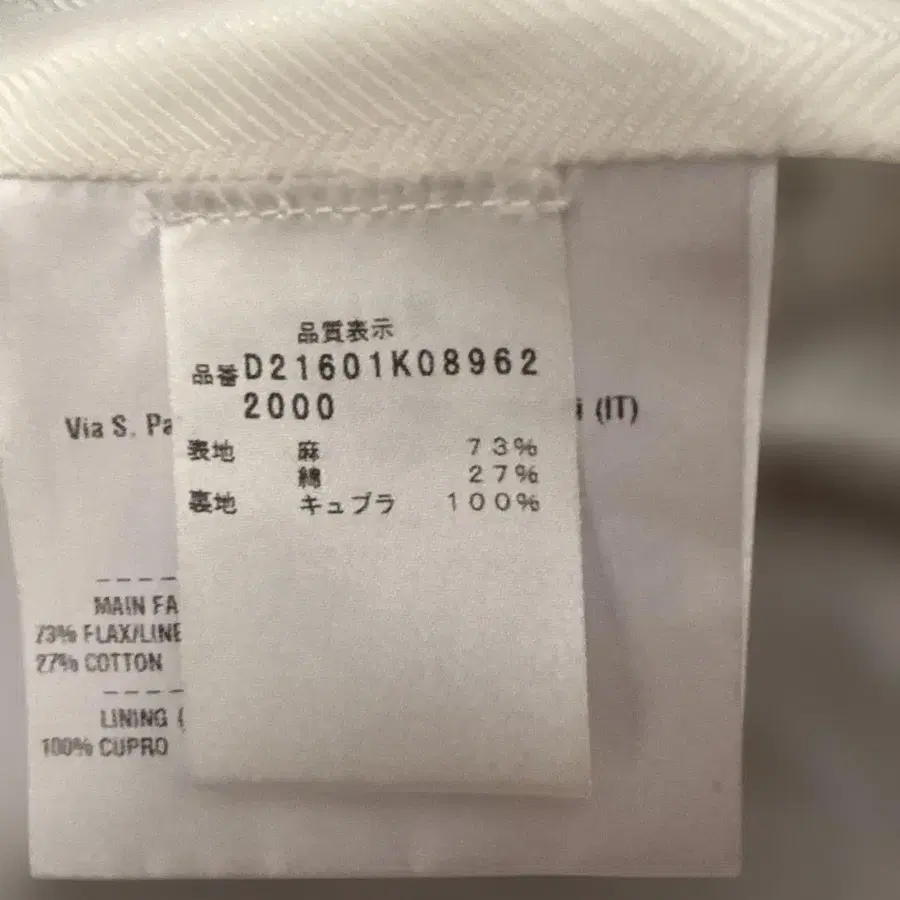 品質表示
品番D21601K08962
2000
表地 麻 73%
綿 27%
裏地 キュプラ 100%
Via S. Pa
i (IT)
MAIN FA
73% FLAX/LINE
27% COTTON
LINING (
100% CUPRO